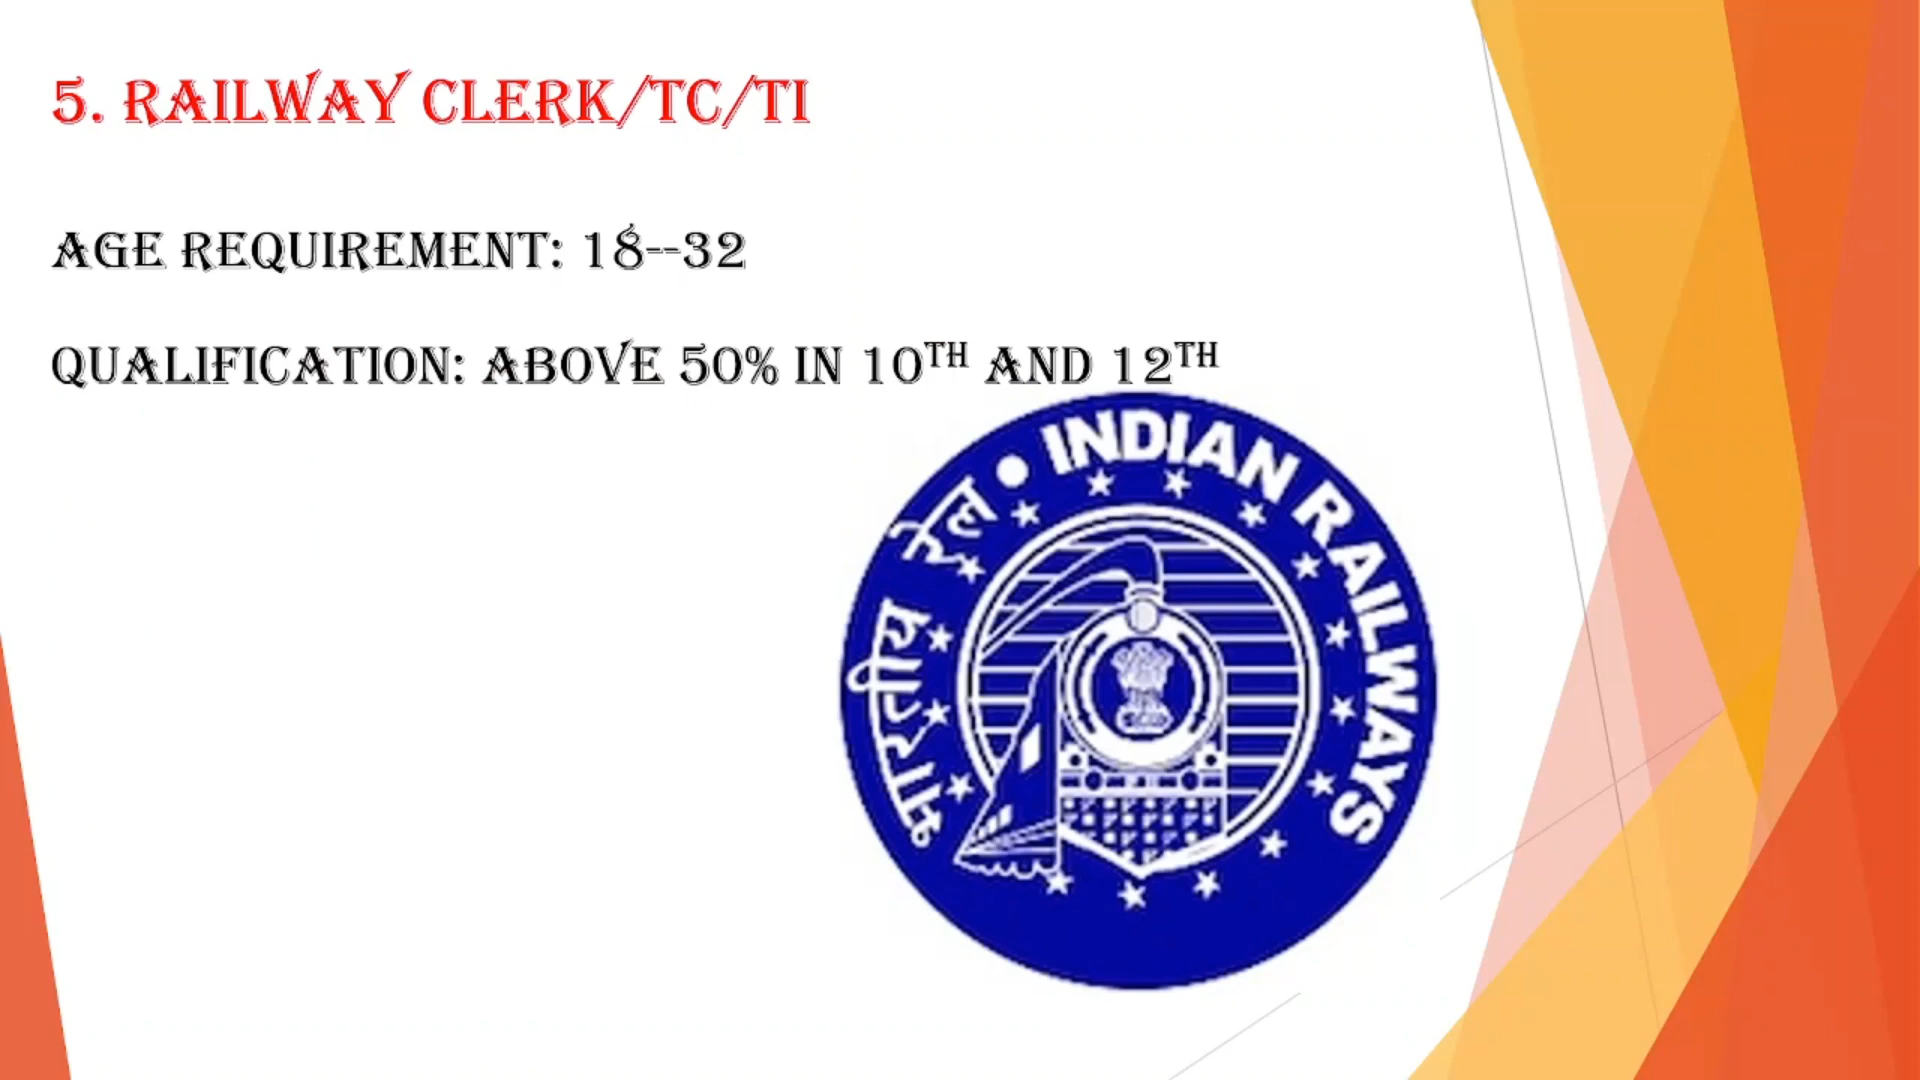 5. RAILWAY CLERK/TC/TI
AGE REQUIREMENT: 18--32
QUALIFICATION: ABOVE 50% IN 10TH AND 12TH
भारतीय रेल • INDIAN RAILWAYS